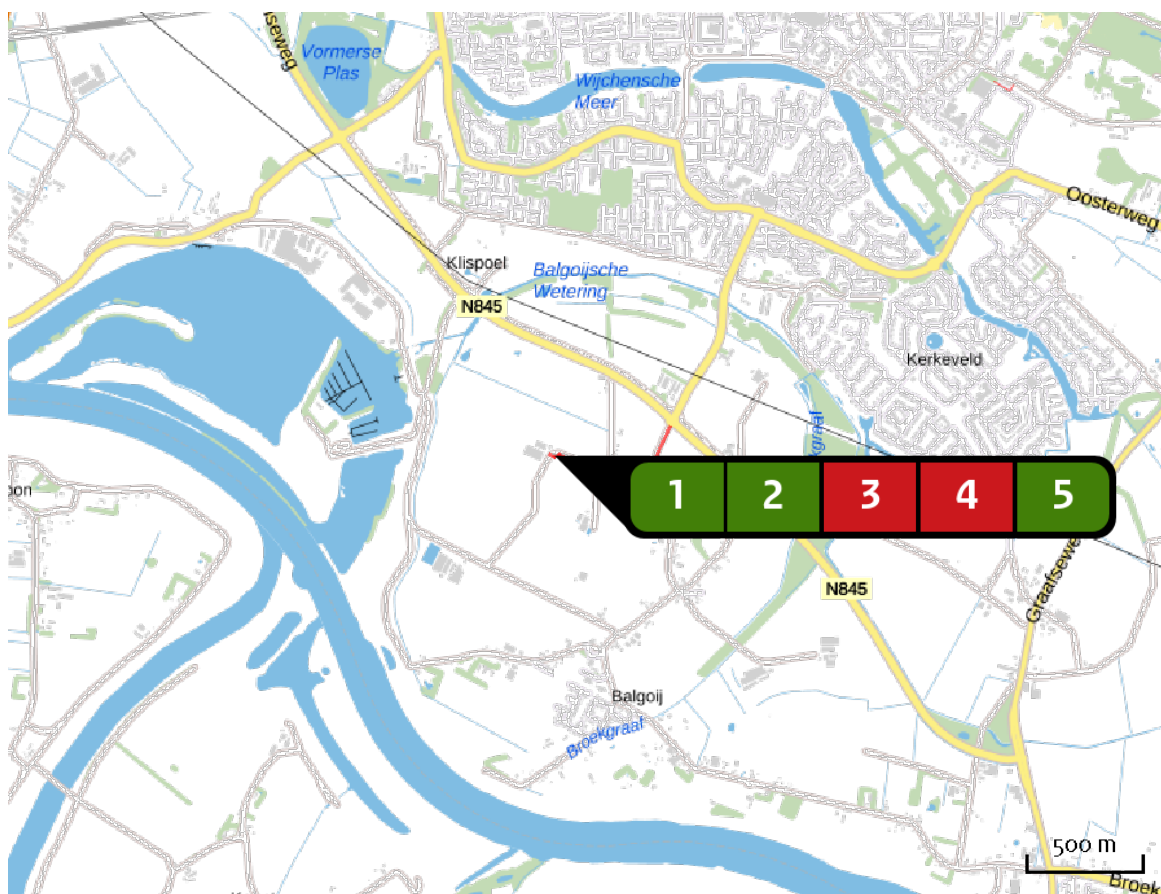 Vormerse
Plas
Wijchensche
Meer
Oosterweg
Klispoel
Balgoijsche
Wetering
N845
Kerkeveld
1 2 3 4 5
N845
Balgoij
Broekgraaf
500 m